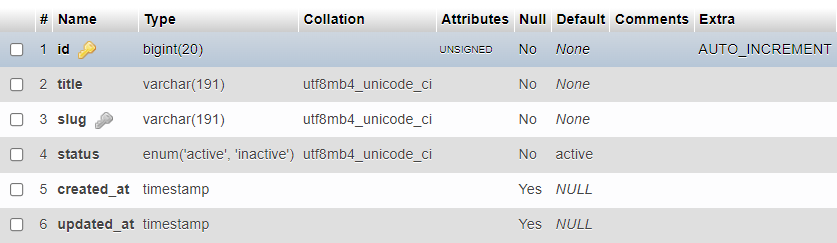 # Name Type Collation Attributes Null Default Comments Extra
1 id bigint(20) UNSIGNED No None AUTO_INCREMENT
2 title varchar(191) utf8mb4_unicode_ci No None
3 slug varchar(191) utf8mb4_unicode_ci No None
4 status enum('active', 'inactive') utf8mb4_unicode_ci No active
5 created_at timestamp Yes NULL
6 updated_at timestamp Yes NULL